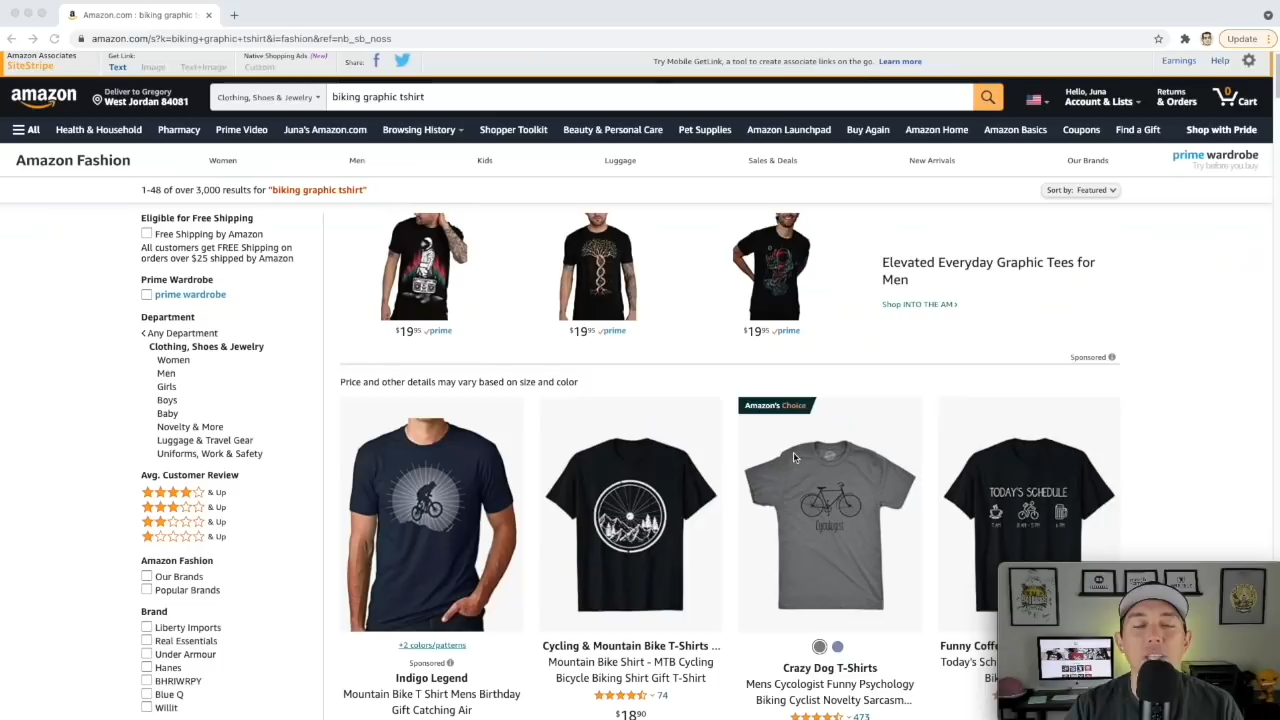 Amazon.com : biking graphic t
amazon.com/s?k=biking+graphic+tshirt&i=fashion&ref=nb_sb_noss
Update
Amazon Associates
SiteStripe
Get Link:
Text
Image
Text+Image
Native Shopping Ads (New)
Custom
Share:
Try Mobile GetLink, a tool to create associate links on the go. Learn more
Earnings
Help
amazon
Deliver to Gregory
West Jordan 84081
Clothing, Shoes & Jewelry
biking graphic tshirt
Hello, Juna
Account & Lists
Returns
& Orders
0
Cart
All
Health & Household
Pharmacy
Prime Video
Juna's Amazon.com
Browsing History
Shopper Toolkit
Beauty & Personal Care
Pet Supplies
Amazon Launchpad
Buy Again
Amazon Home
Amazon Basics
Coupons
Find a Gift
Shop with Pride
Amazon Fashion
Women
Men
Kids
Luggage
Sales & Deals
New Arrivals
Our Brands
prime wardrobe
Try before you buy
1-48 of over 3,000 results for "biking graphic tshirt"
Sort by: Featured
Eligible for Free Shipping
Free Shipping by Amazon
All customers get FREE Shipping on
orders over $25 shipped by Amazon
Prime Wardrobe
prime wardrobe
Department
Any Department
Clothing, Shoes & Jewelry
Women
Men
Girls
Boys
Baby
Novelty & More
Luggage & Travel Gear
Uniforms, Work & Safety
Avg. Customer Review
& Up
& Up
& Up
& Up
Amazon Fashion
Our Brands
Popular Brands
Brand
Liberty Imports
Real Essentials
Under Armour
Hanes
BHRIWRPY
Blue Q
Willit
$19.95 prime
$19.95 prime
$19.95 prime
Elevated Everyday Graphic Tees for
Men
Shop INTO THE AM
Sponsored
Price and other details may vary based on size and color
+2 colors/patterns
Sponsored
Indigo Legend
Mountain Bike T Shirt Mens Birthday
Gift Catching Air
Cycling & Mountain Bike T-Shirts ...
Mountain Bike Shirt - MTB Cycling
Bicycle Biking Shirt Gift T-Shirt
74
$18.90
Amazon's Choice
Cycologist
Crazy Dog T-Shirts
Mens Cycologist Funny Psychology
Biking Cyclist Novelty Sarcasm...
473
TODAY'S SCHEDULE
Funny Coff
Today's Sch